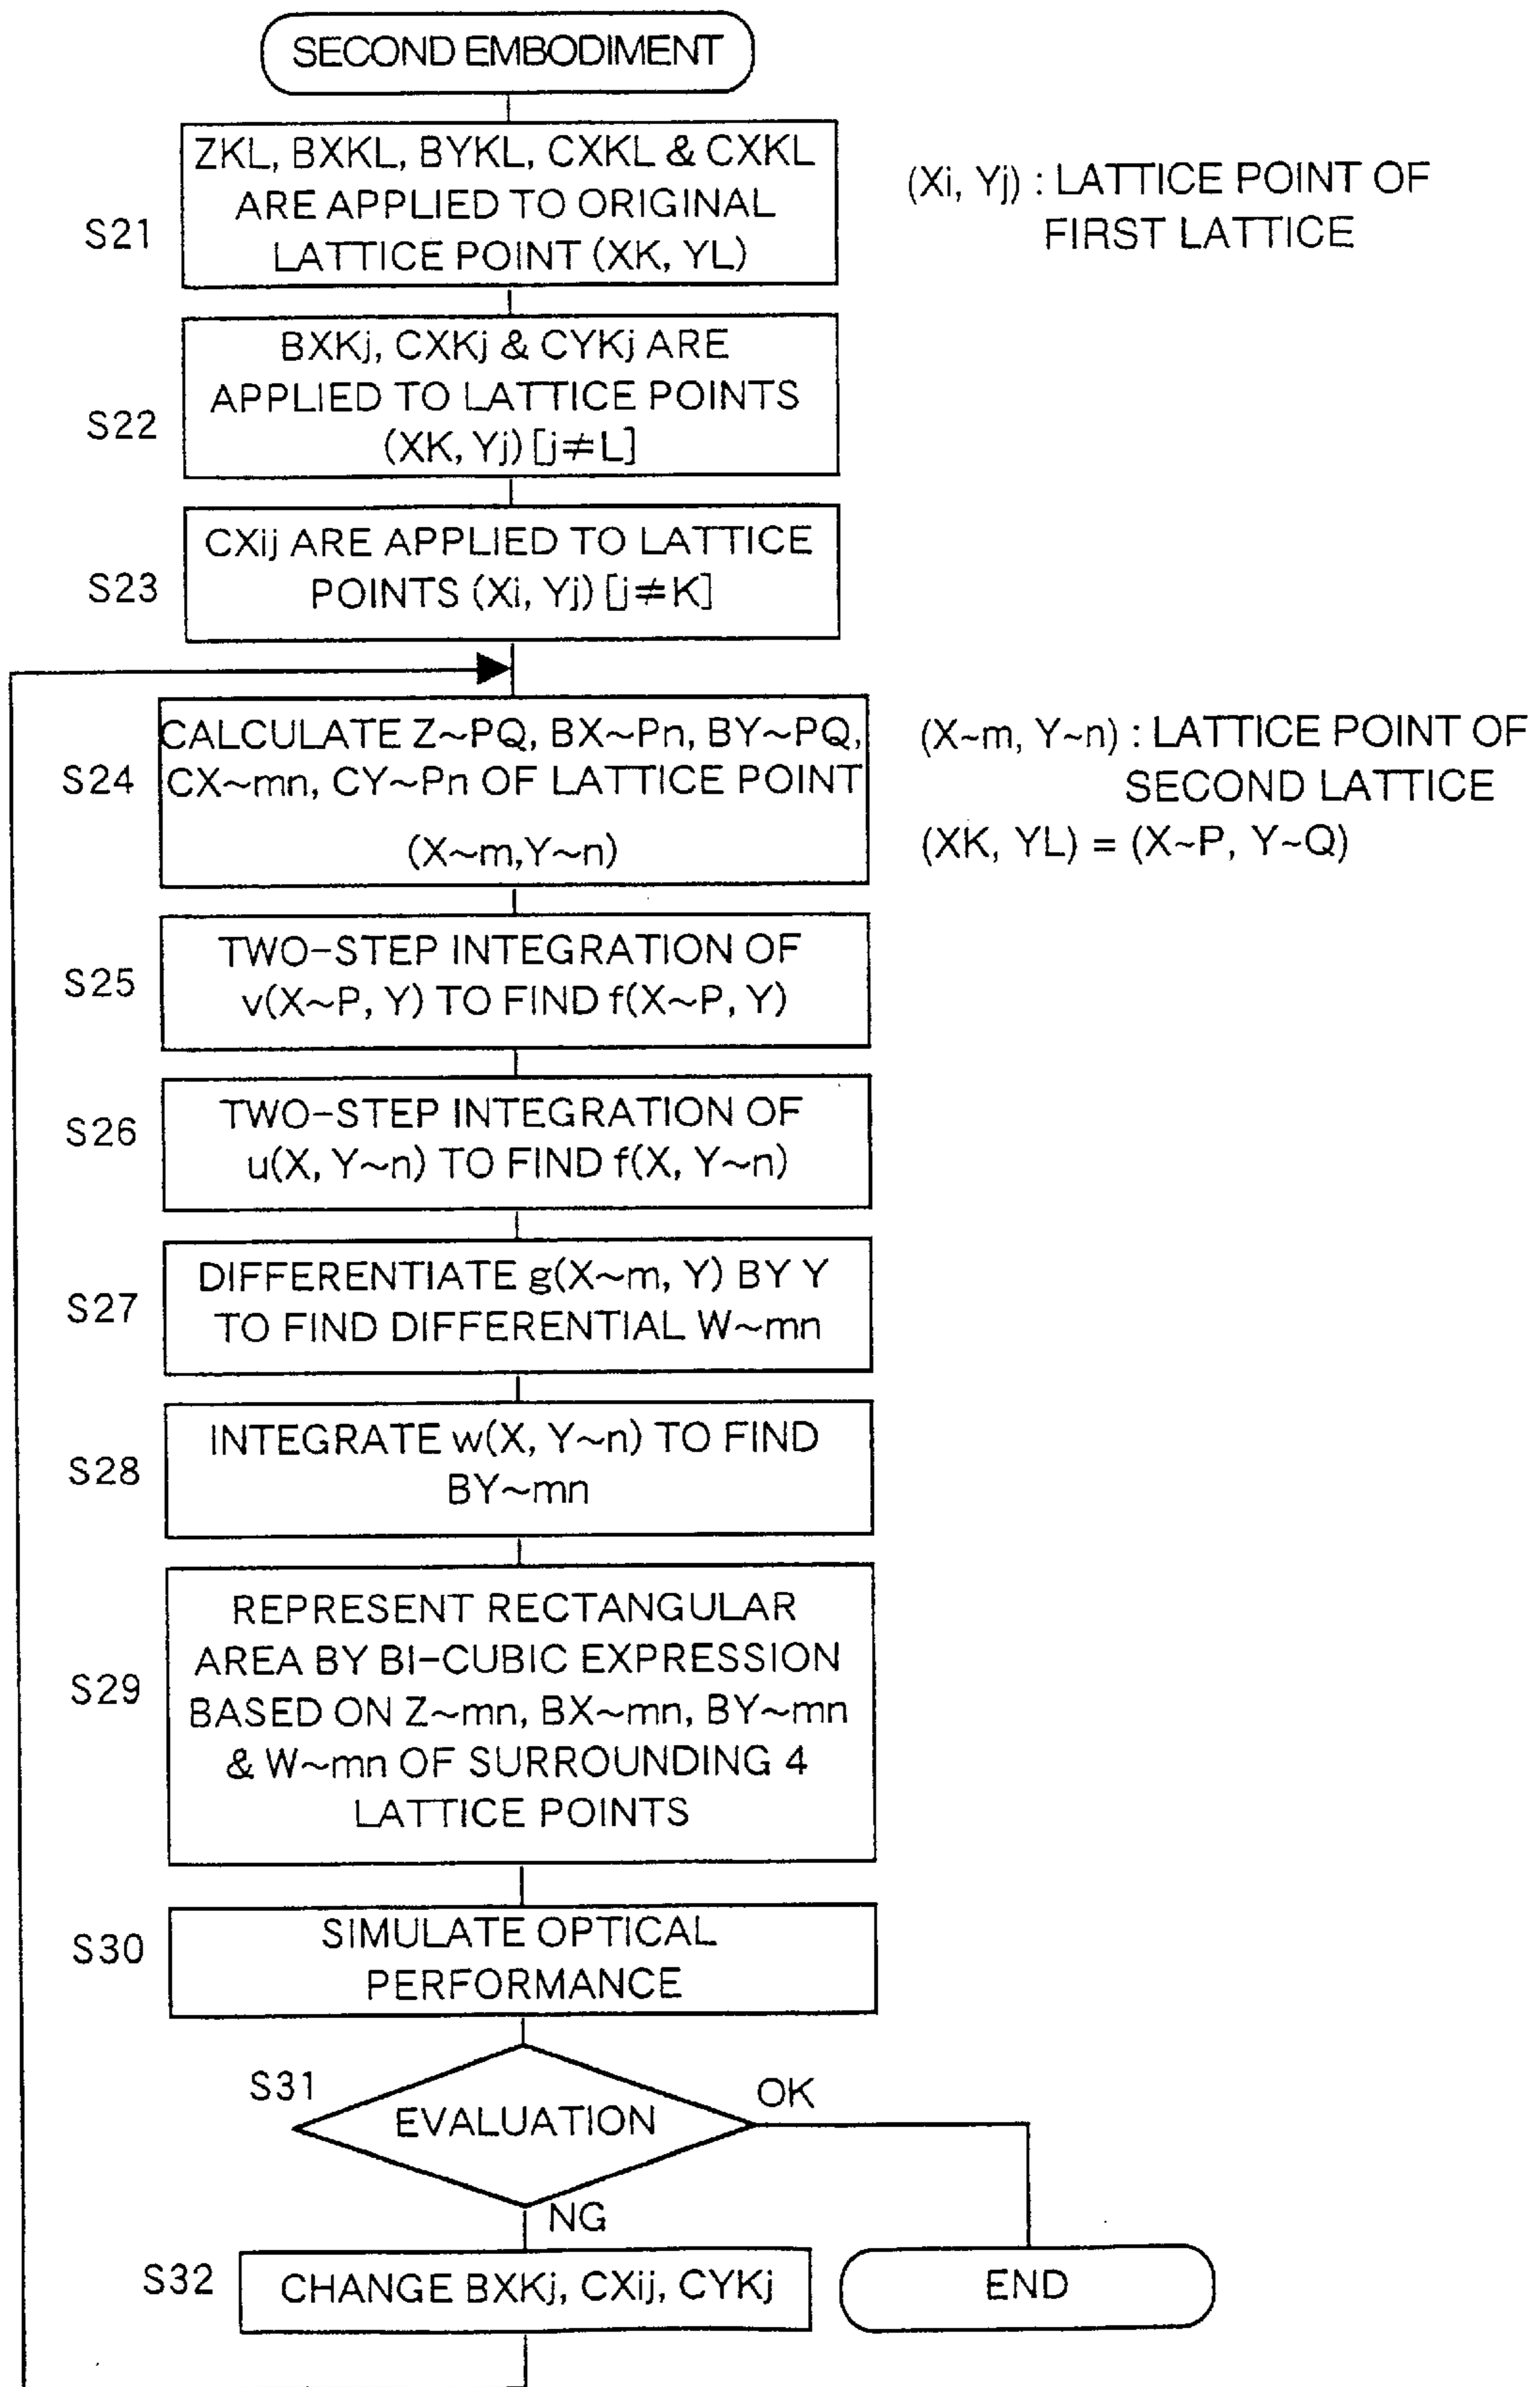 SECOND EMBODIMENT
ZKL, BXKL, BYKL, CXKL & CXKL
ARE APPLIED TO ORIGINAL
LATTICE POINT (XK, YL)
S21
(Xi, Yj) : LATTICE POINT OF
FIRST LATTICE
BXKj, CXKj & CYKj ARE
APPLIED TO LATTICE POINTS
(XK, Yj) [j≠L]
S22
CXij ARE APPLIED TO LATTICE
POINTS (Xi, Yj) [j≠K]
S23
CALCULATE Z~PQ, BX~Pn, BY~PQ,
CX~mn, CY~Pn OF LATTICE POINT
(X~m,Y~n)
S24
(X~m, Y~n) : LATTICE POINT OF
SECOND LATTICE
(XK, YL) = (X~P, Y~Q)
TWO-STEP INTEGRATION OF
v(X~P, Y) TO FIND f(X~P, Y)
S25
TWO-STEP INTEGRATION OF
u(X, Y~n) TO FIND f(X, Y~n)
S26
DIFFERENTIATE g(X~m, Y) BY Y
TO FIND DIFFERENTIAL W~mn
S27
INTEGRATE w(X, Y~n) TO FIND
BY~mn
S28
REPRESENT RECTANGULAR
AREA BY BI-CUBIC EXPRESSION
BASED ON Z~mn, BX~mn, BY~mn
& W~mn OF SURROUNDING 4
LATTICE POINTS
S29
SIMULATE OPTICAL
PERFORMANCE
S30
S31
EVALUATION
OK
NG
S32
CHANGE BXKj, CXij, CYKj
END